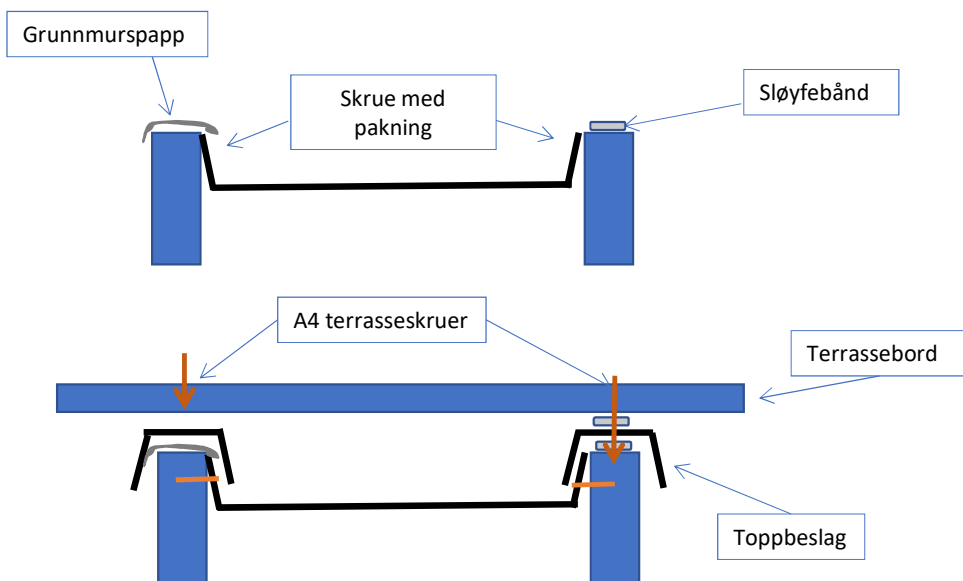 Grunnmurspapp
Skrue med
pakning
Sløyfebånd
A4 terrasseskruer
Terrassebord
Toppbeslag